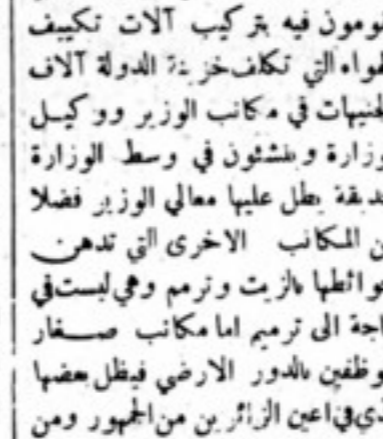 يقومون فيه بتركيب آلات تكييف
الهواء التي تكلف خزينة الدولة آلاف
الجنيهات في مكاتب الوزير ووكيل
الوزارة وينشئون في وسط الوزارة
حديقة يطل عليها معالي الوزير فضلا
عن المكاتب الاخرى التي تدهن
حوائطها بالزيت وترمم وهي ليست في
حاجة الى ترميم اما مكاتب صغار
الموظفين بالدور الارضي فيظل بعضها
في اعين الزائرين من الجمهور ومن